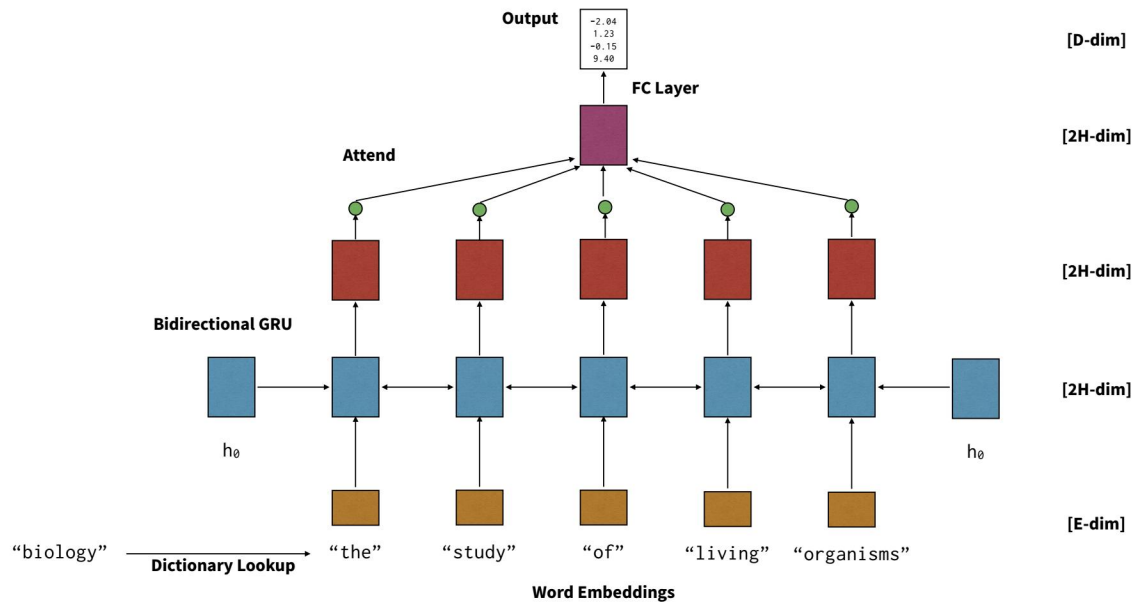 Output
-2.04
1.23
-0.15
9.40
[D-dim]
FC Layer
[2H-dim]
Attend
[2H-dim]
Bidirectional GRU
[2H-dim]
h₀
h₀
[E-dim]
“biology”
Dictionary Lookup
“the”
“study”
“of”
“living”
“organisms”
Word Embeddings